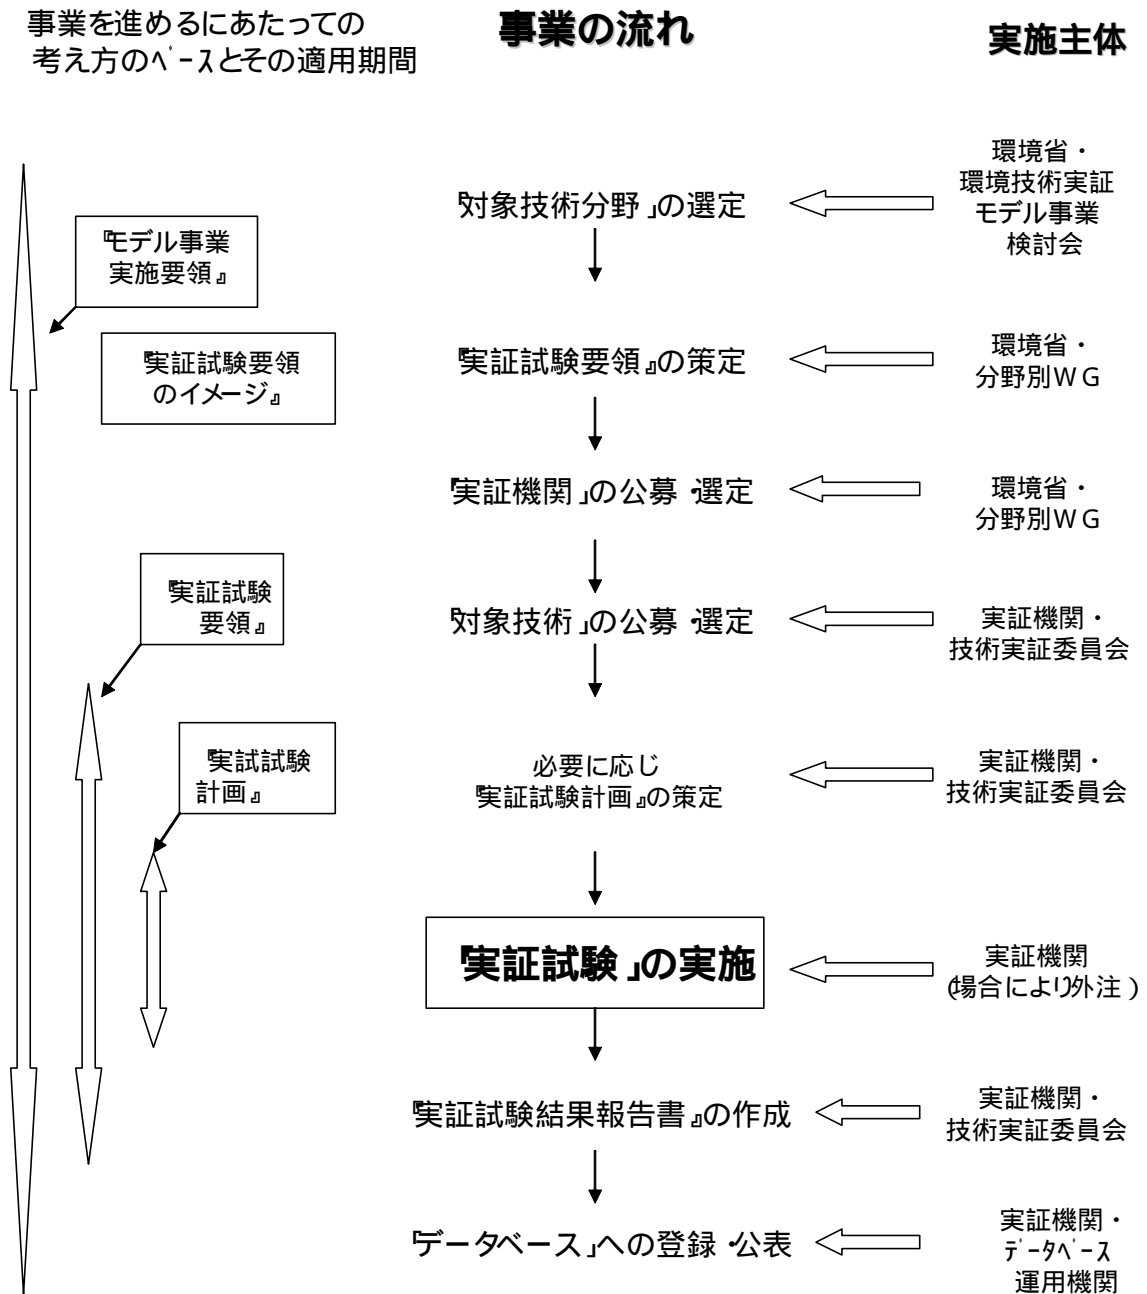 事業を進めるにあたっての
考え方のﾍﾞｰｽとその適用期間
事業の流れ
実施主体
『モデル事業
実施要領』
『実証試験要領
のイメージ』
『実証試験
要領』
『実試試験
計画』
「対象技術分野」の選定
環境省・
環境技術実証
モデル事業
検討会
『実証試験要領』の策定
環境省・
分野別ＷＧ
「実証機関」の公募・選定
環境省・
分野別ＷＧ
「対象技術」の公募・選定
実証機関・
技術実証委員会
必要に応じ
『実証試験計画』の策定
実証機関・
技術実証委員会
「実証試験」の実施
実証機関
(場合により外注)
『実証試験結果報告書』の作成
実証機関・
技術実証委員会
「データベース」への登録・公表
実証機関・
ﾃﾞｰﾀﾍﾞｰｽ
運用機関